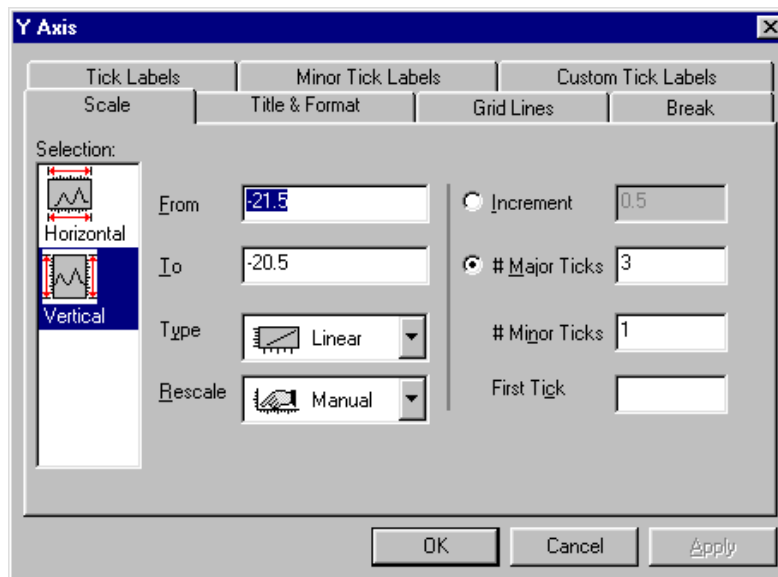 Y Axis
Tick Labels Minor Tick Labels Custom Tick Labels
Scale Title & Format Grid Lines Break
Selection:
Horizontal
Vertical
From -21.5
To -20.5
Type Linear
Rescale Manual
Increment 0.5
# Major Ticks 3
# Minor Ticks 1
First Tick
OK Cancel Apply